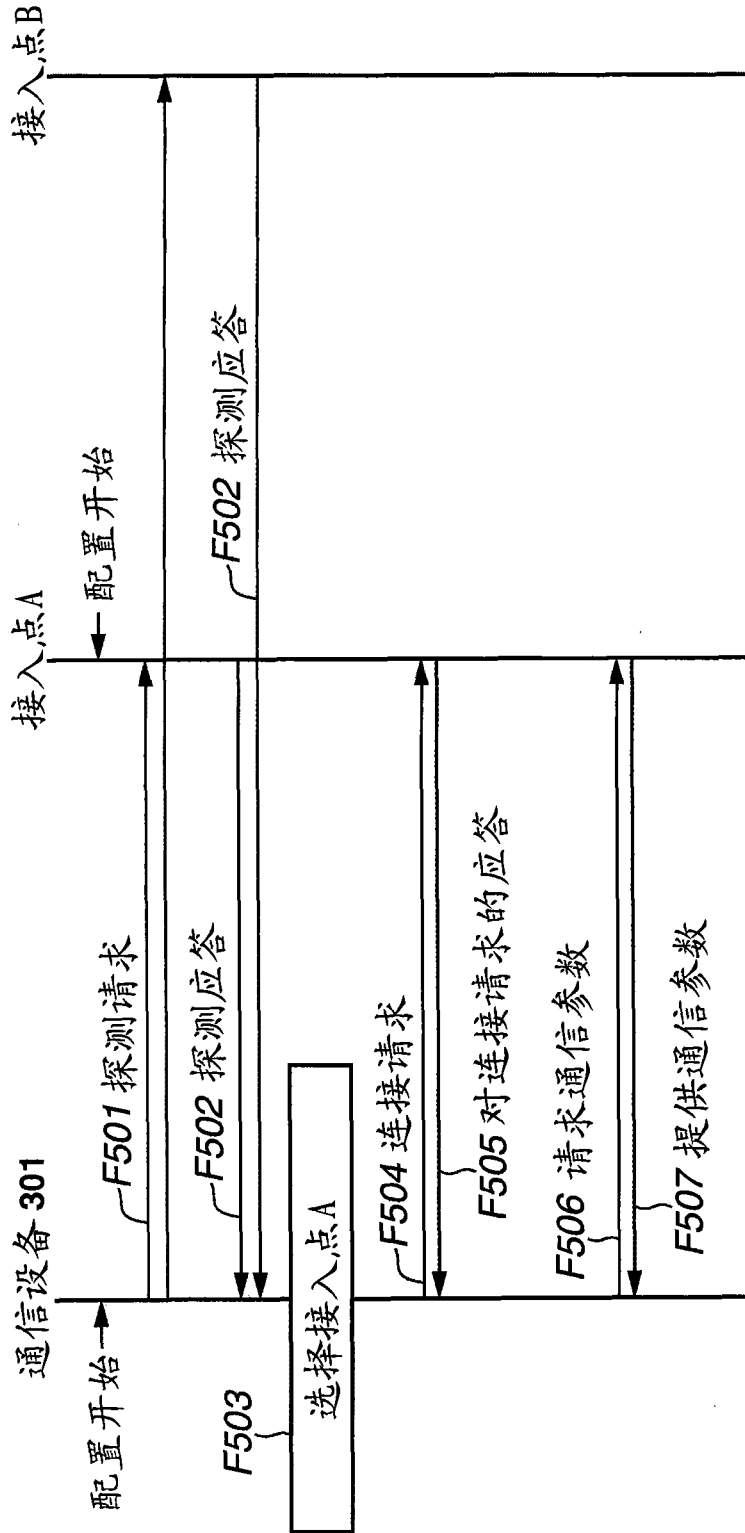 通信设备 301
接入点A
接入点B
配置开始
配置开始
F501 探测请求
F502 探测应答
F502 探测应答
F503
选择接入点A
F504 连接请求
F505 对连接请求的应答
F506 请求通信参数
F507 提供通信参数